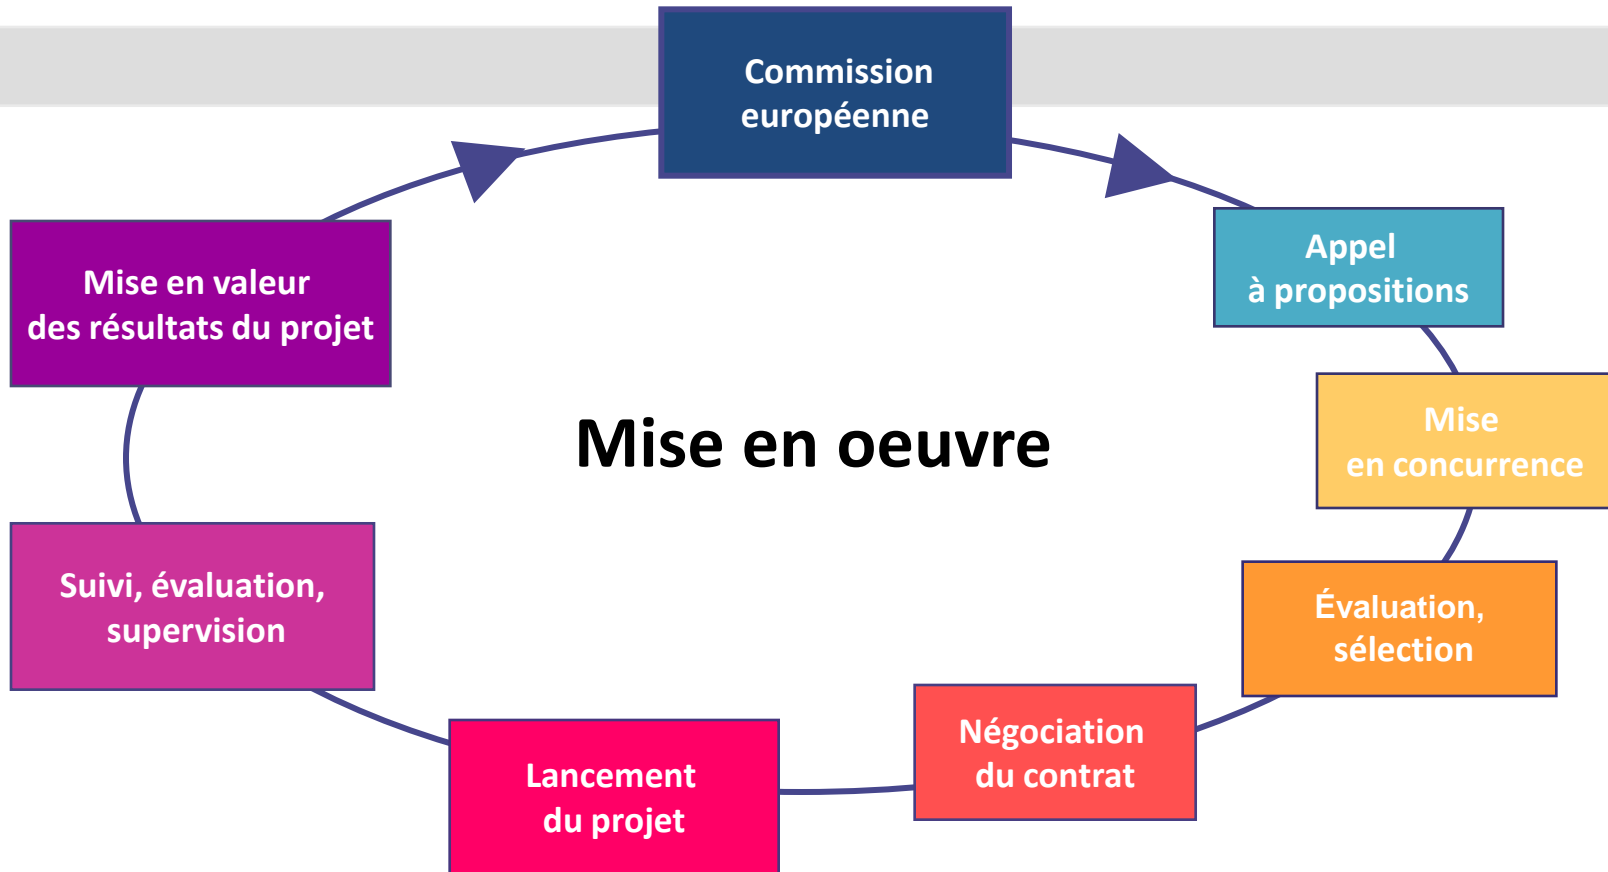 Commission
européenne
Appel
à propositions
Mise
en concurrence
Évaluation,
sélection
Négociation
du contrat
Lancement
du projet
Suivi, évaluation,
supervision
Mise en valeur
des résultats du projet
Mise en oeuvre